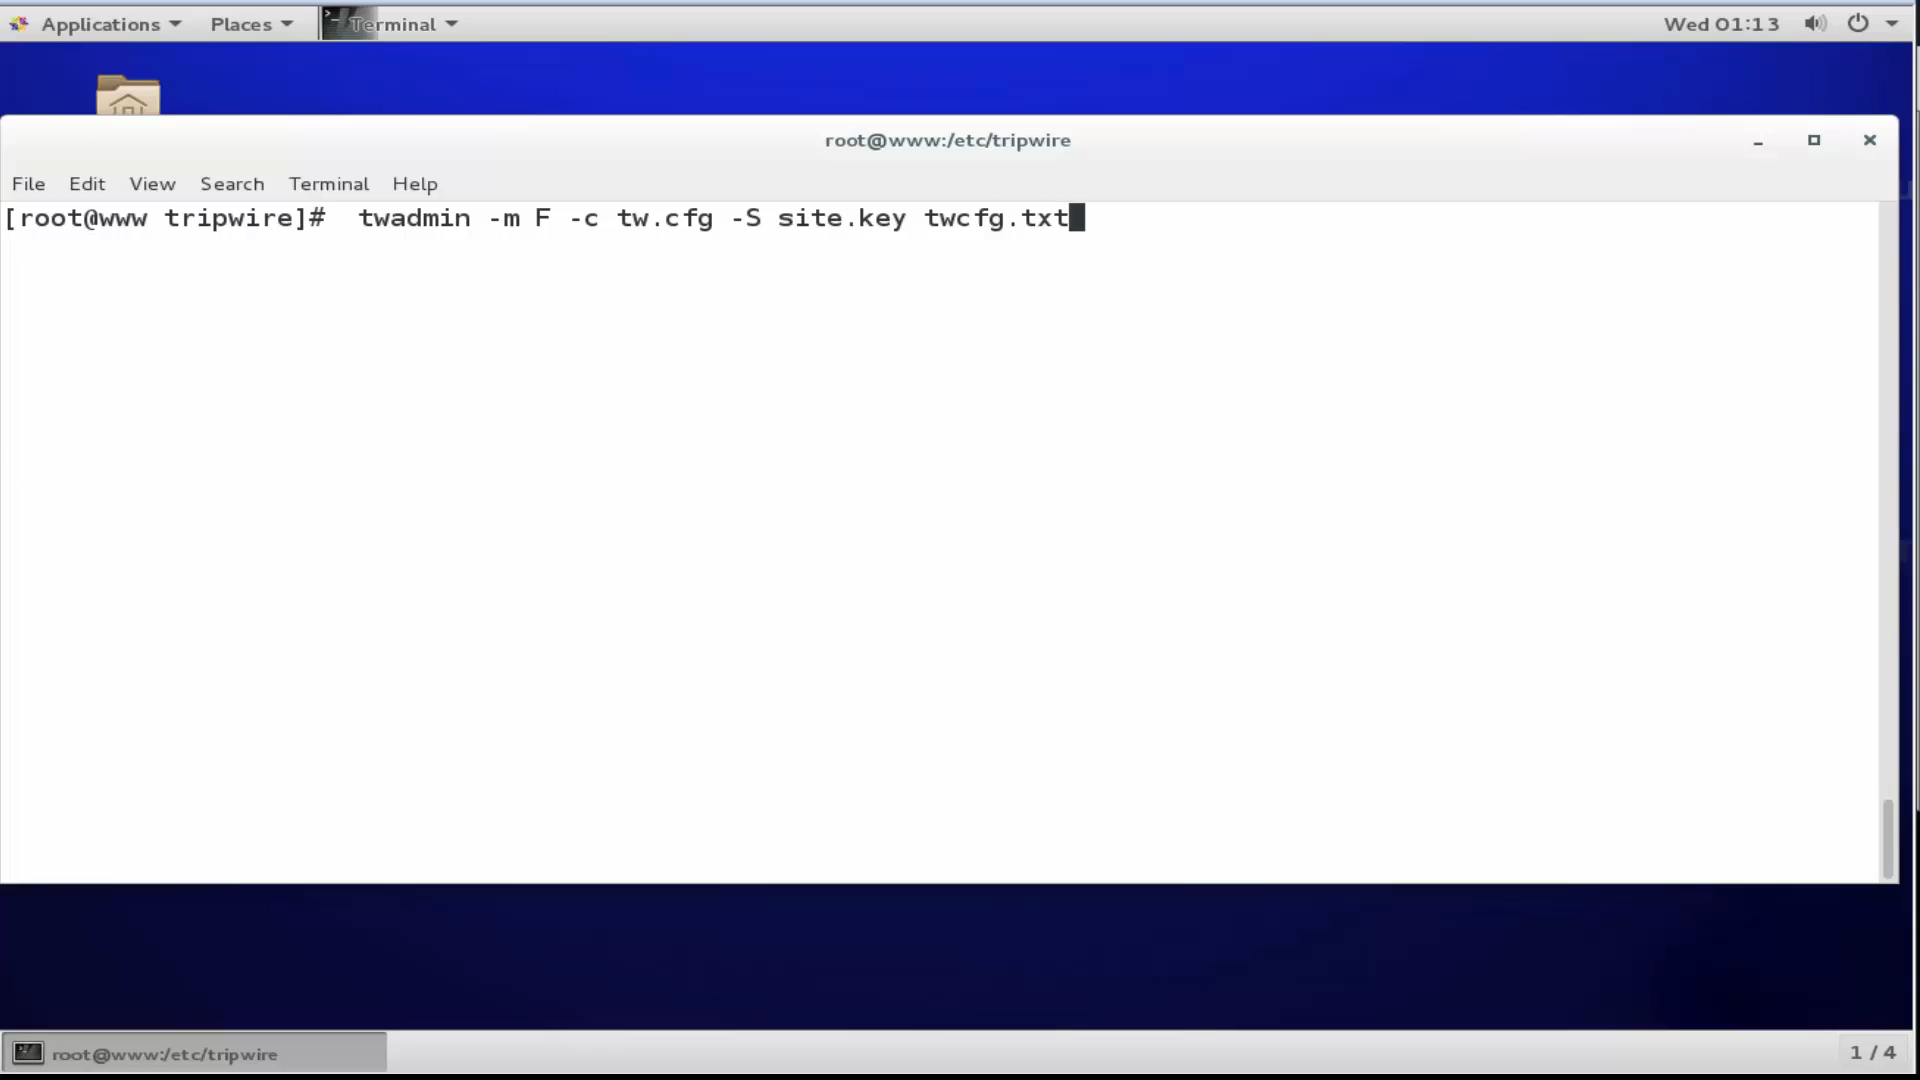 Applications Places Terminal Wed 01:13
root@www:/etc/tripwire
File Edit View Search Terminal Help
[root@www tripwire]#  twadmin -m F -c tw.cfg -S site.key twcfg.txt
root@www:/etc/tripwire 1 / 4